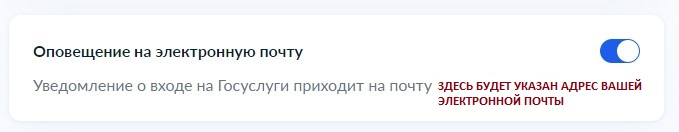 Оповещение на электронную почту
Уведомление о входе на Госуслуги приходит на почту ЗДЕСЬ БУДЕТ УКАЗАН АДРЕС ВАШЕЙ
ЭЛЕКТРОННОЙ ПОЧТЫ